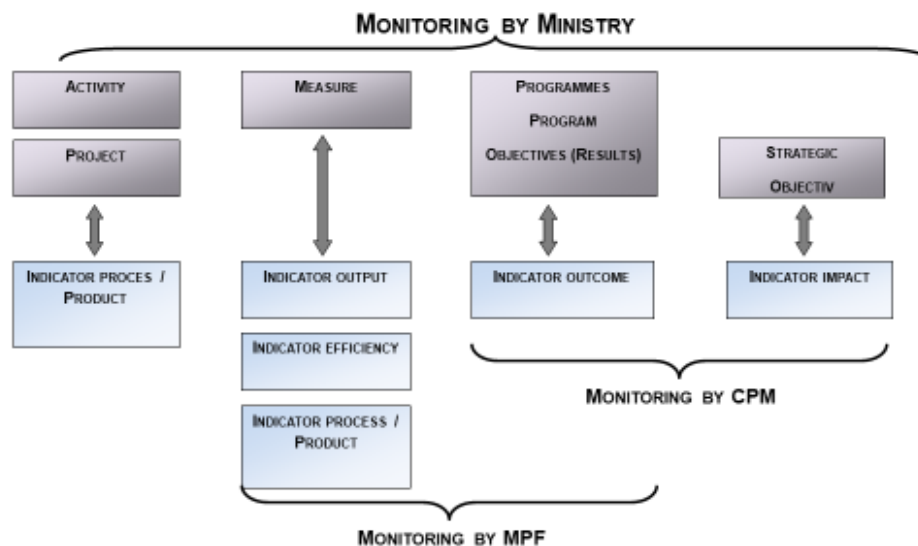 MONITORING BY MINISTRY
ACTIVITY
PROJECT
INDICATOR PROCES /
PRODUCT
MEASURE
INDICATOR OUTPUT
INDICATOR EFFICIENCY
INDICATOR PROCESS /
PRODUCT
PROGRAMMES
PROGRAM
OBJECTIVES (RESULTS)
INDICATOR OUTCOME
STRATEGIC
OBJECTIV
INDICATOR IMPACT
MONITORING BY CPM
MONITORING BY MPF